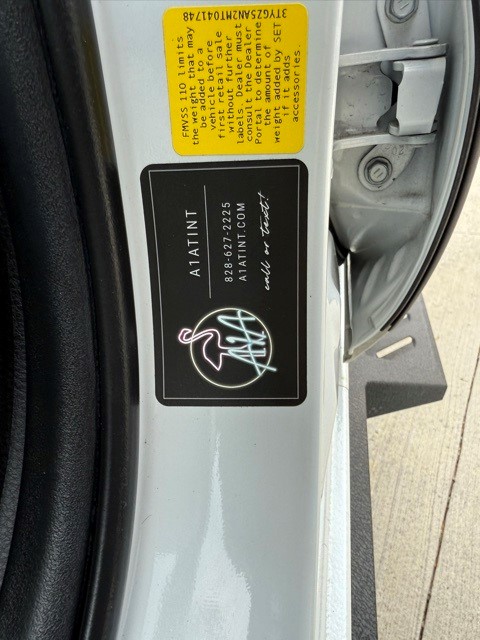 FMVSS 110 limits
the weight that may
be added to a
vehicle before
first retail sale
without further
labels. Dealer must
consult the Dealer
Portal to determine
the amount of
weight added by SET
if it adds
accessories.
3TYGZ5AN2MT041748
A1ATINT
828-627-2225
A1ATINT.COM
call or text!
A1A